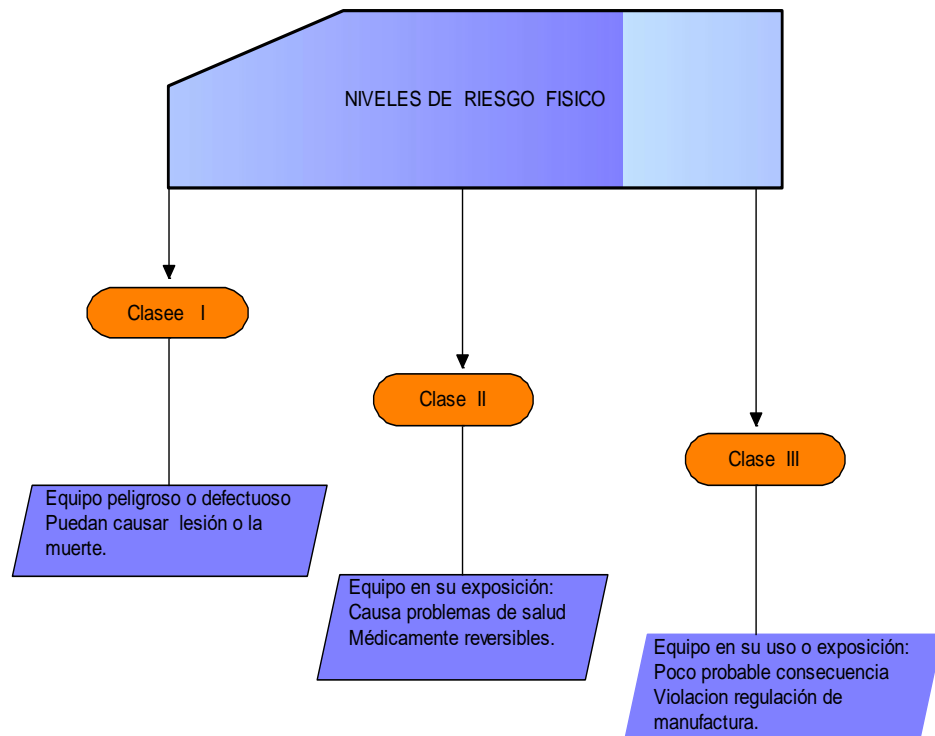 NIVELES DE RIESGO FISICO
Clasee I
Clase II
Clase III
Equipo peligroso o defectuoso
Puedan causar lesión o la
muerte.
Equipo en su exposición:
Causa problemas de salud
Médicamente reversibles.
Equipo en su uso o exposición:
Poco probable consecuencia
Violacion regulación de
manufactura.